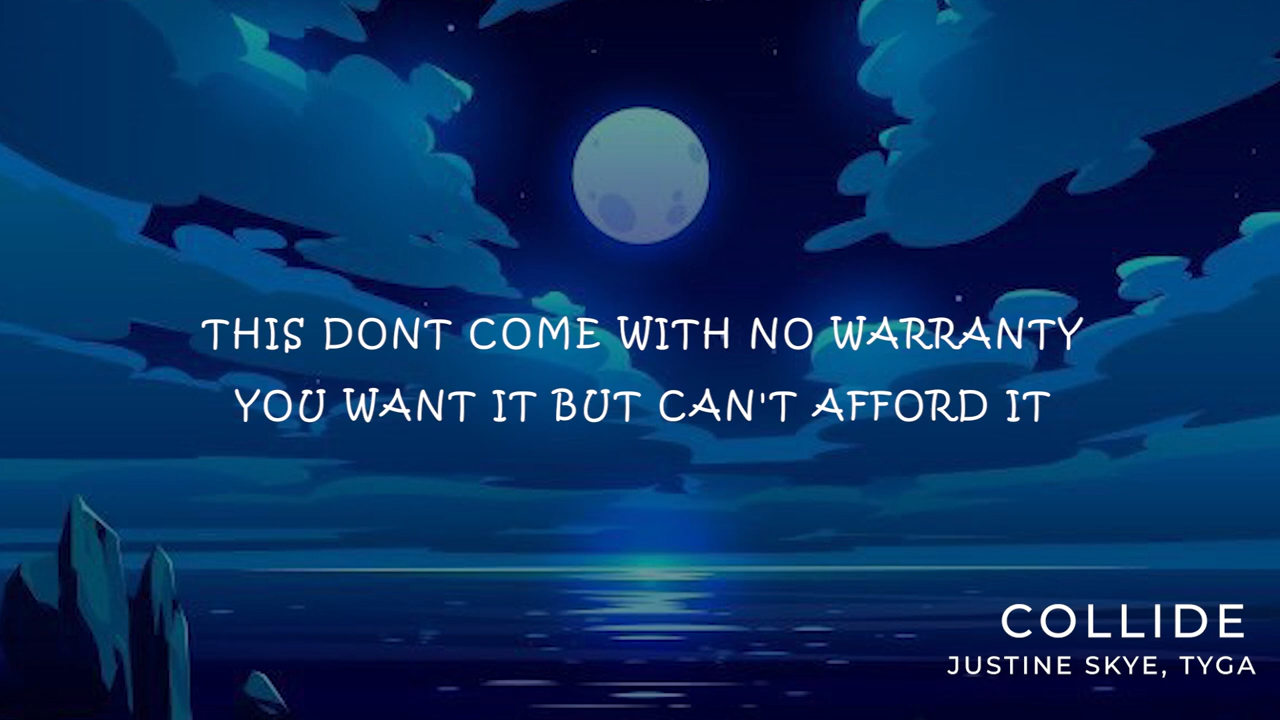 THIS DONT COME WITH NO WARRANTY
YOU WANT IT BUT CAN'T AFFORD IT
COLLIDE
JUSTINE SKYE, TYGA